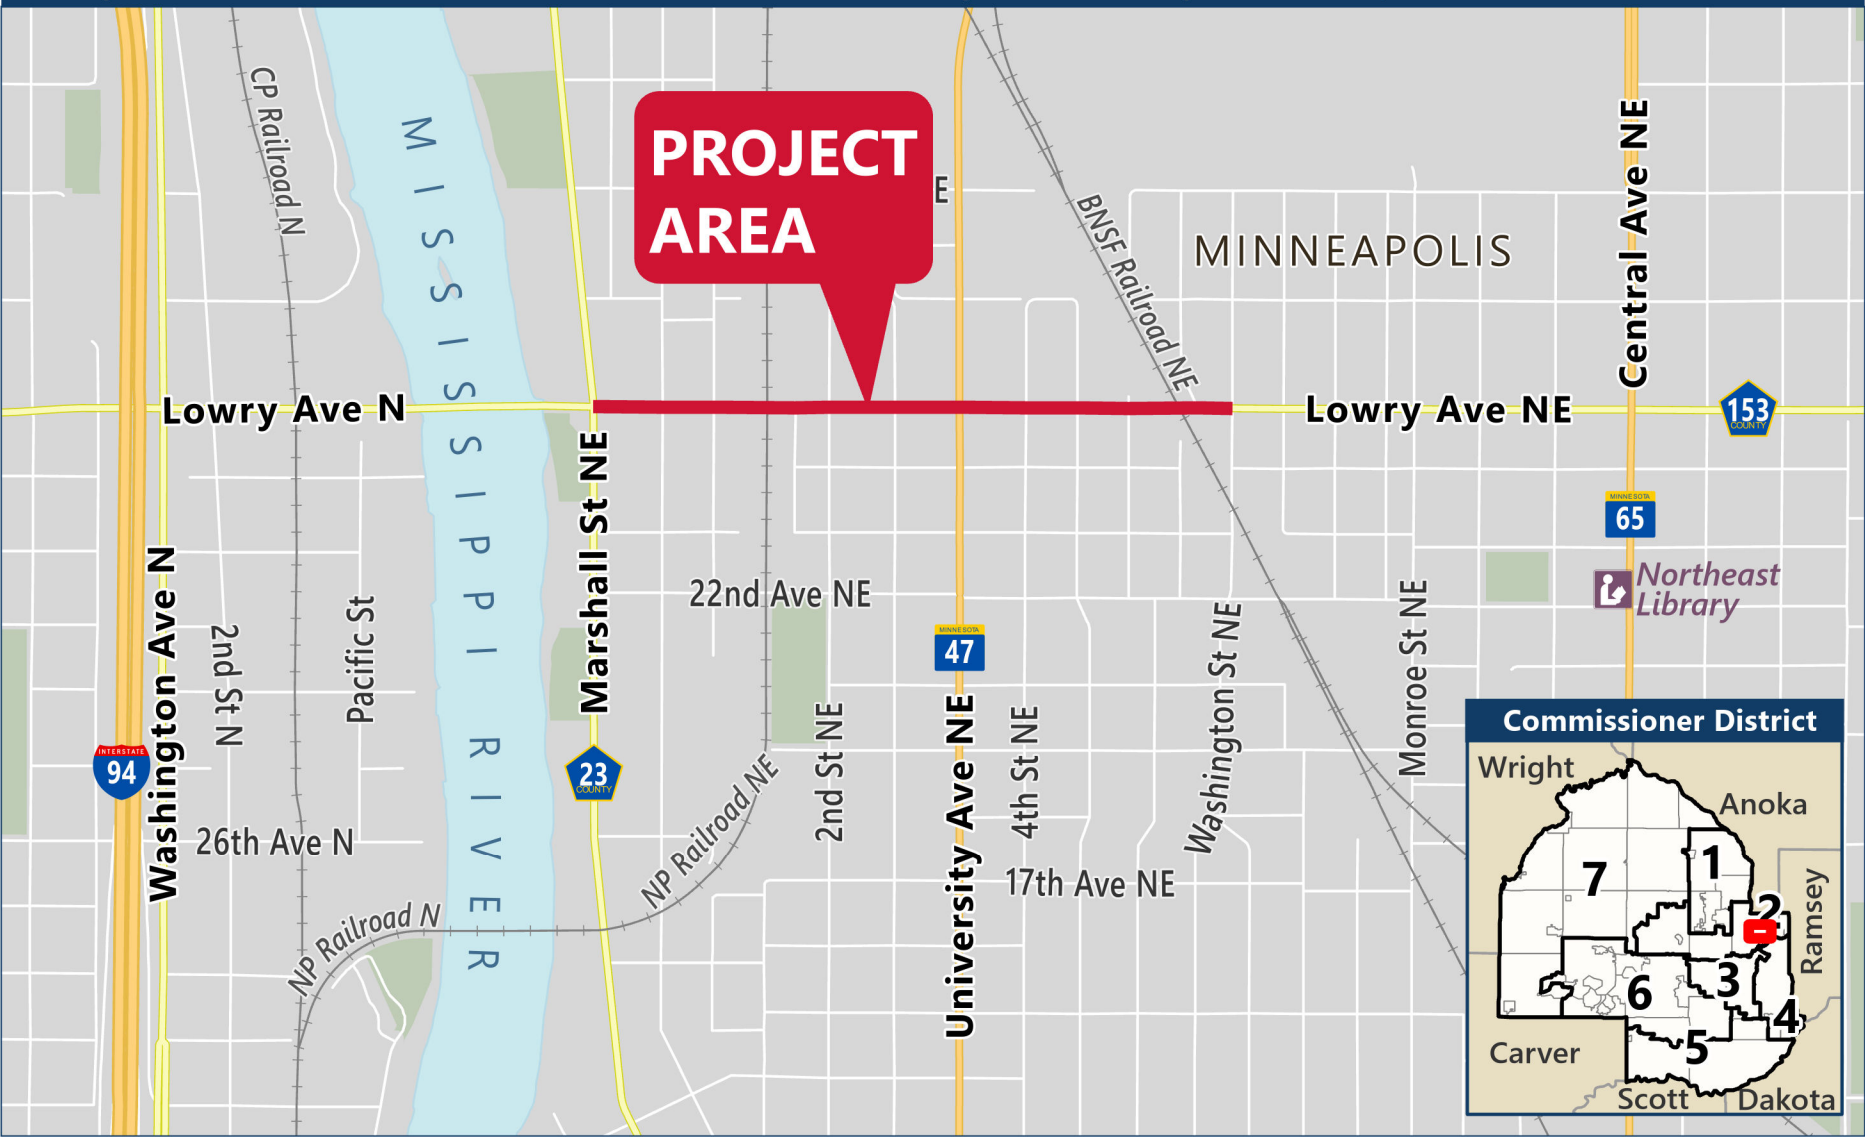 CP Railroad N
MISSISSIPPI RIVER
PROJECT
AREA
E
BNSF Railroad NE
MINNEAPOLIS
Central Ave NE
Lowry Ave N
Lowry Ave NE
153
COUNTY
MINNESOTA
65
Northeast
Library
Marshall St NE
22nd Ave NE
Washington Ave N
2nd St N
Pacific St
MINNESOTA
47
Washington St NE
Monroe St NE
INTERSTATE
94
23
COUNTY
2nd St NE
University Ave NE
4th St NE
26th Ave N
NP Railroad NE
17th Ave NE
NP Railroad N
Commissioner District
Wright
Anoka
1
7
2
Ramsey
3
6
4
5
Carver
Scott
Dakota